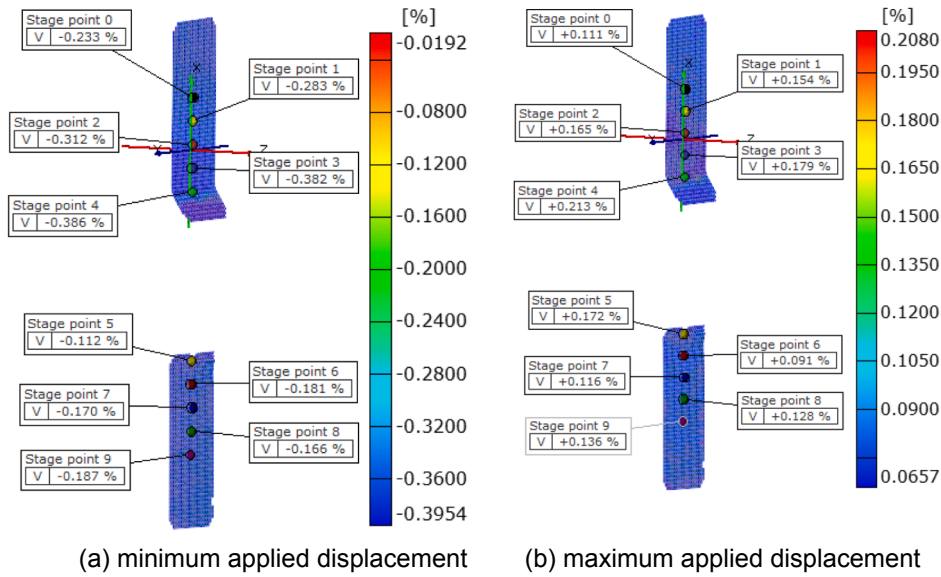 Stage point 0
V -0.233 %
Stage point 1
V -0.283 %
Stage point 2
V -0.312 %
Stage point 3
V -0.382 %
Stage point 4
V -0.386 %
X
Y
Z
Stage point 5
V -0.112 %
Stage point 6
V -0.181 %
Stage point 7
V -0.170 %
Stage point 8
V -0.166 %
Stage point 9
V -0.187 %
[%]
-0.0192
-0.0800
-0.1200
-0.1600
-0.2000
-0.2400
-0.2800
-0.3200
-0.3600
-0.3954
(a) minimum applied displacement
Stage point 0
V +0.111 %
Stage point 1
V +0.154 %
Stage point 2
V +0.165 %
Stage point 3
V +0.179 %
Stage point 4
V +0.213 %
X
Y
Z
Stage point 5
V +0.172 %
Stage point 6
V +0.091 %
Stage point 7
V +0.116 %
Stage point 8
V +0.128 %
Stage point 9
V +0.136 %
[%]
0.2080
0.1950
0.1800
0.1650
0.1500
0.1350
0.1200
0.1050
0.0900
0.0657
(b) maximum applied displacement